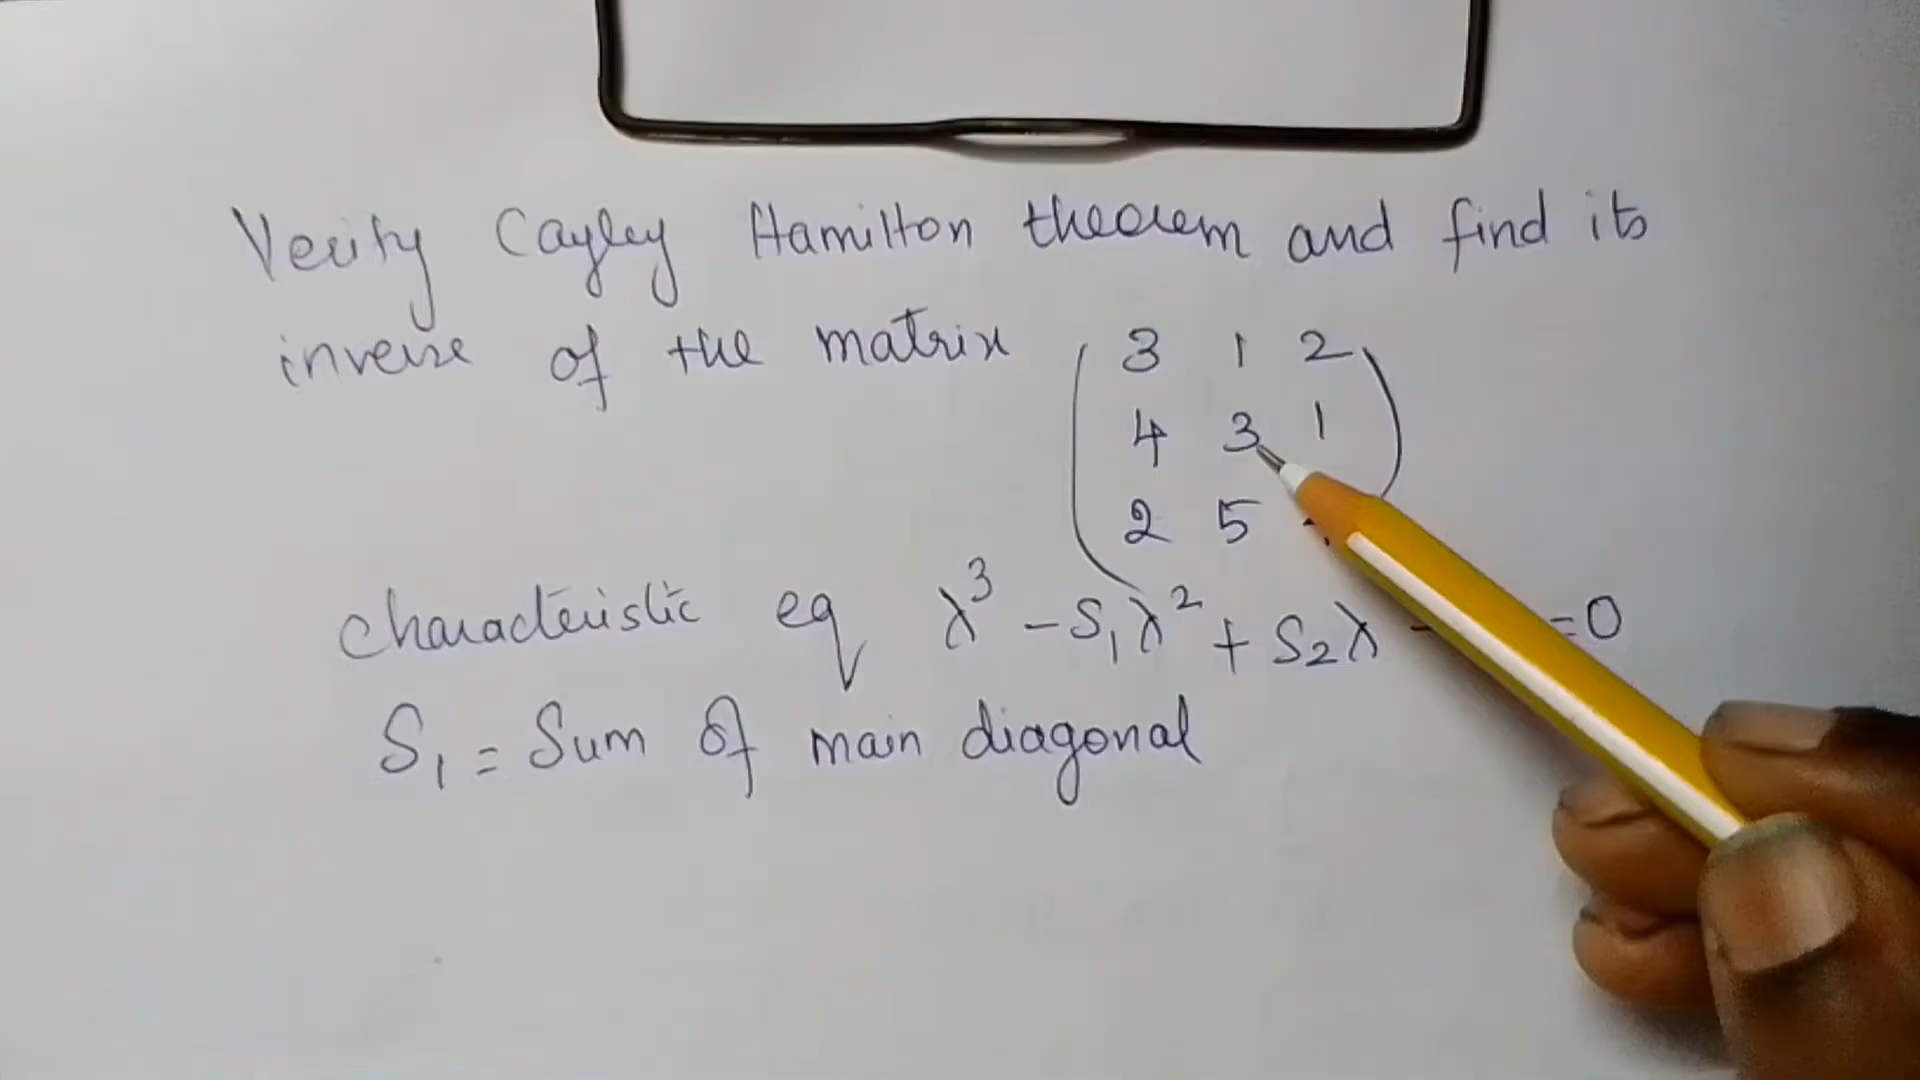 Verify Cayley Hamilton theorem and find its
inverse of the matrix
3 1 2
4 3 1
2 5
characteristic eq λ³ - S₁λ² + S₂λ - =0
S₁ = Sum of main diagonal